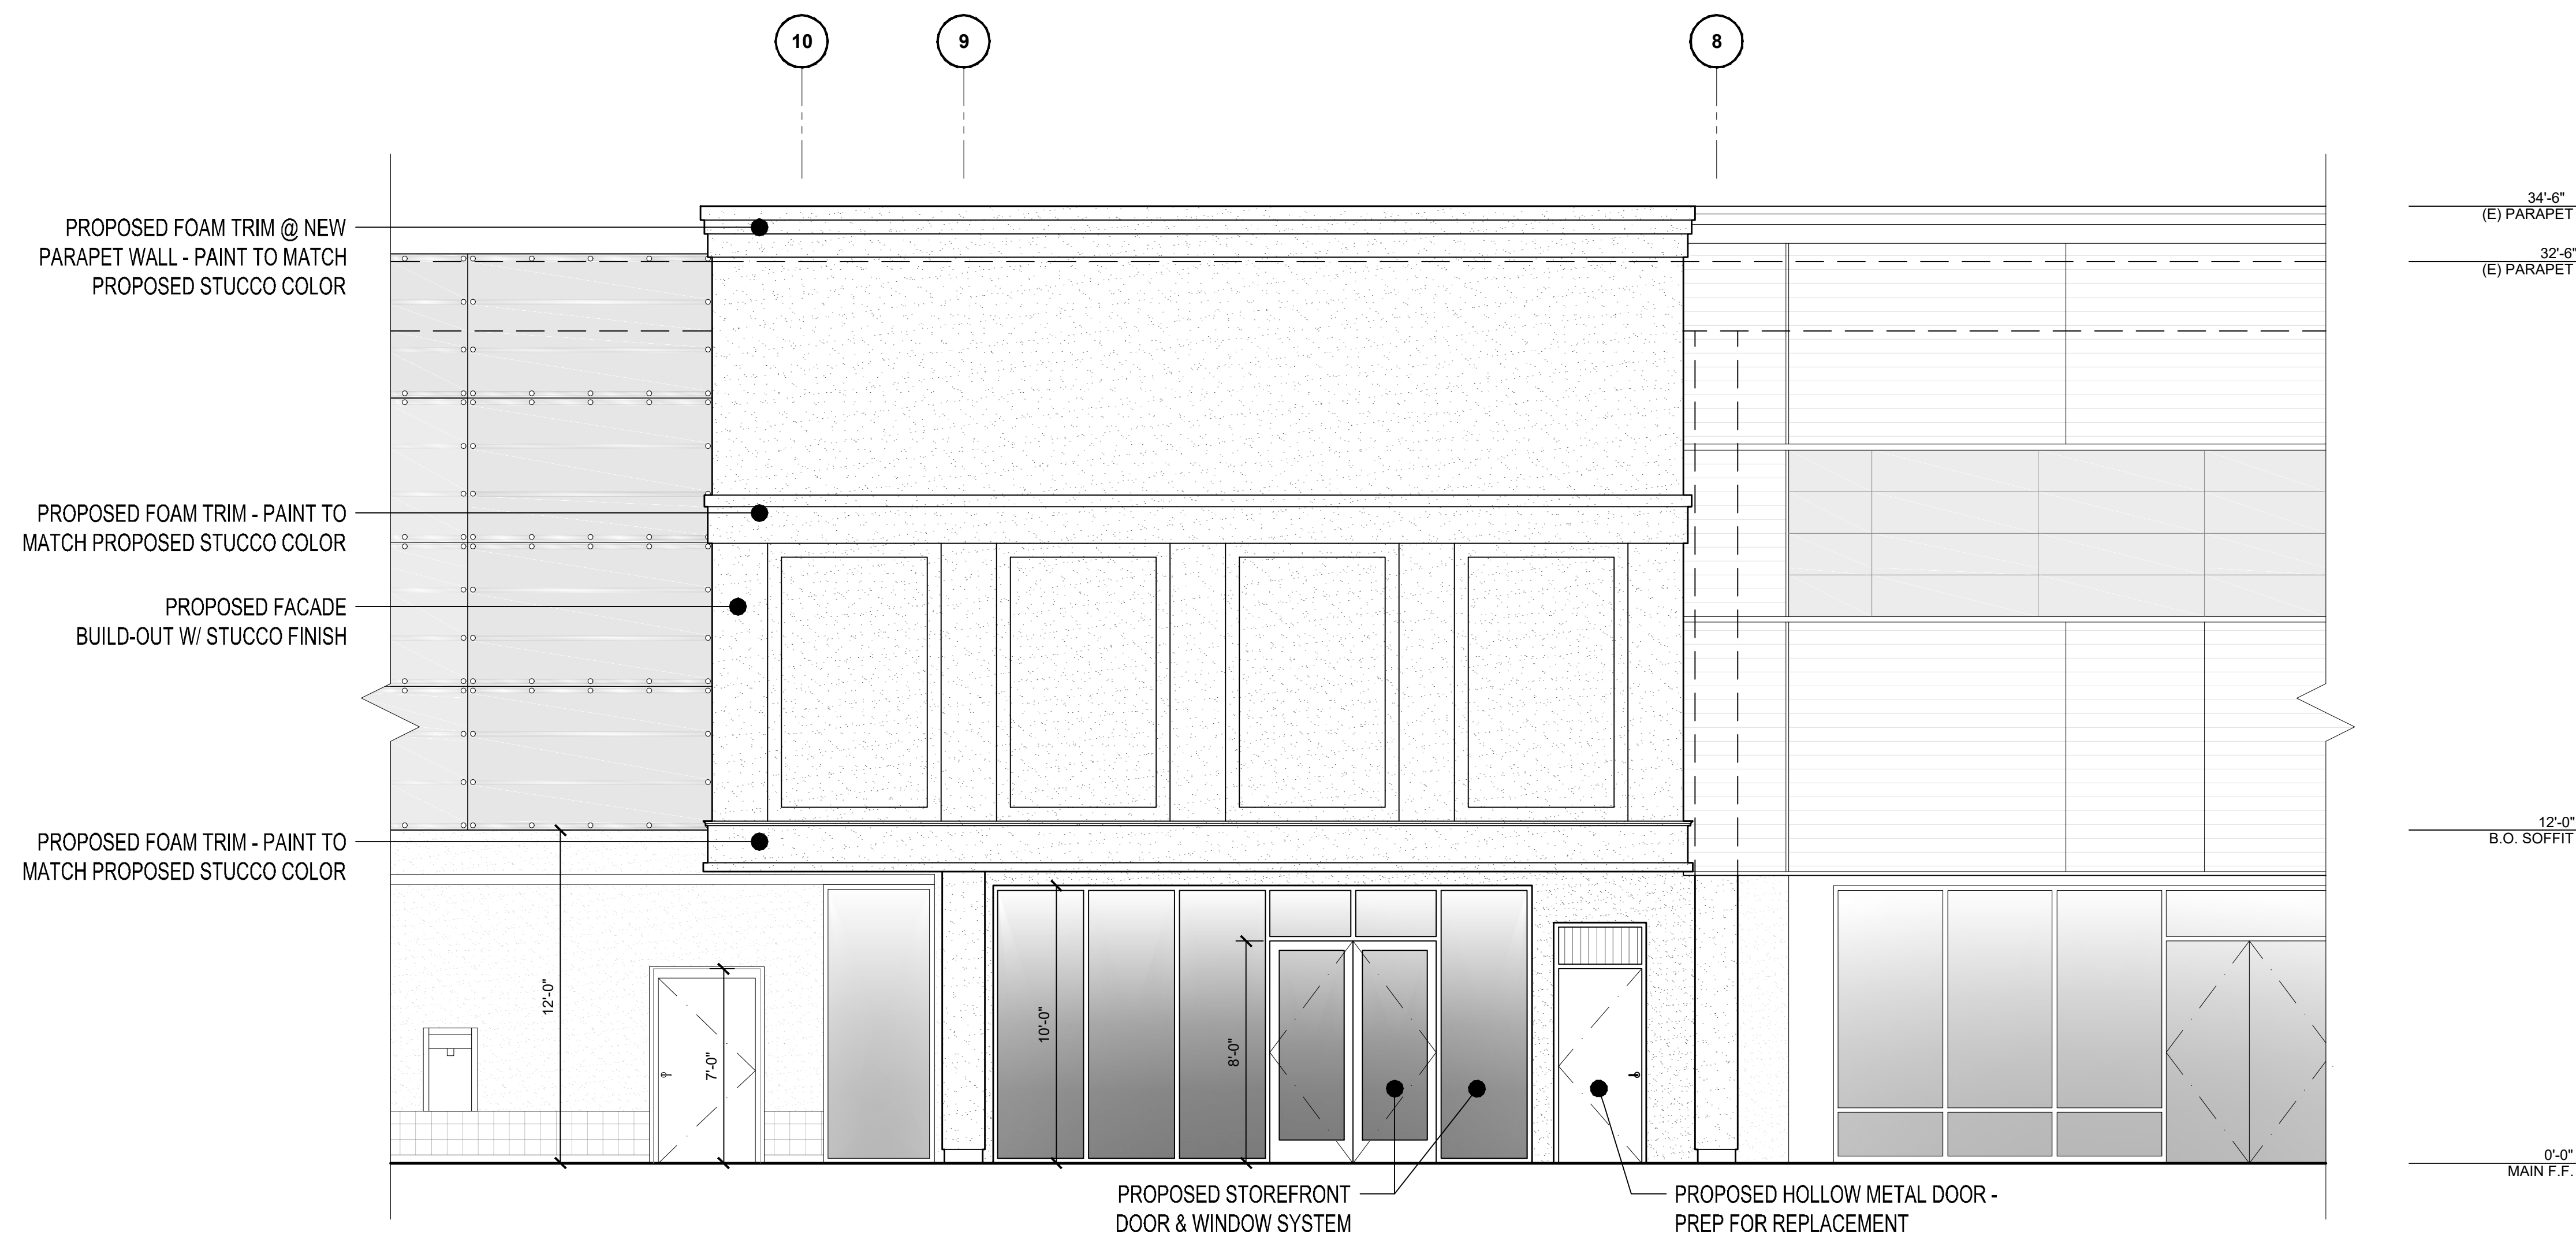 10
9
8
PROPOSED FOAM TRIM @ NEW
PARAPET WALL - PAINT TO MATCH
PROPOSED STUCCO COLOR
34'-6"
(E) PARAPET
32'-6"
(E) PARAPET
PROPOSED FOAM TRIM - PAINT TO
MATCH PROPOSED STUCCO COLOR
PROPOSED FACADE
BUILD-OUT W/ STUCCO FINISH
PROPOSED FOAM TRIM - PAINT TO
MATCH PROPOSED STUCCO COLOR
12'-0"
B.O. SOFFIT
12'-0"
7'-0"
10'-0"
8'-0"
0'-0"
MAIN F.F.
PROPOSED STOREFRONT
DOOR & WINDOW SYSTEM
PROPOSED HOLLOW METAL DOOR -
PREP FOR REPLACEMENT